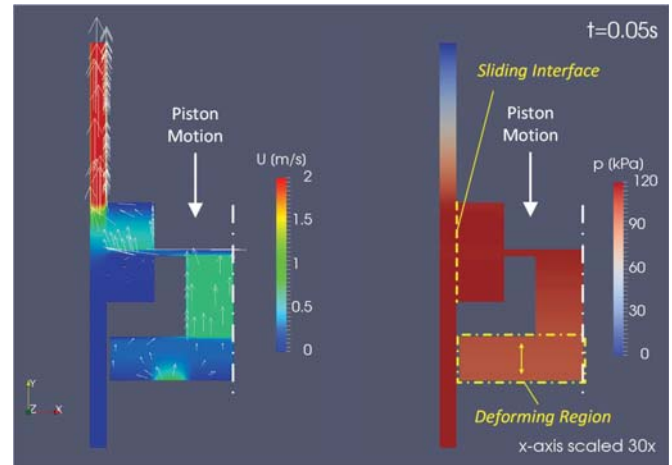 t=0.05s
Sliding Interface
Piston
Motion
U (m/s)
2
1.5
1
0.5
0
Piston
Motion
p (kPa)
120
90
60
30
0
Y
Z
X
Deforming Region
x-axis scaled 30x